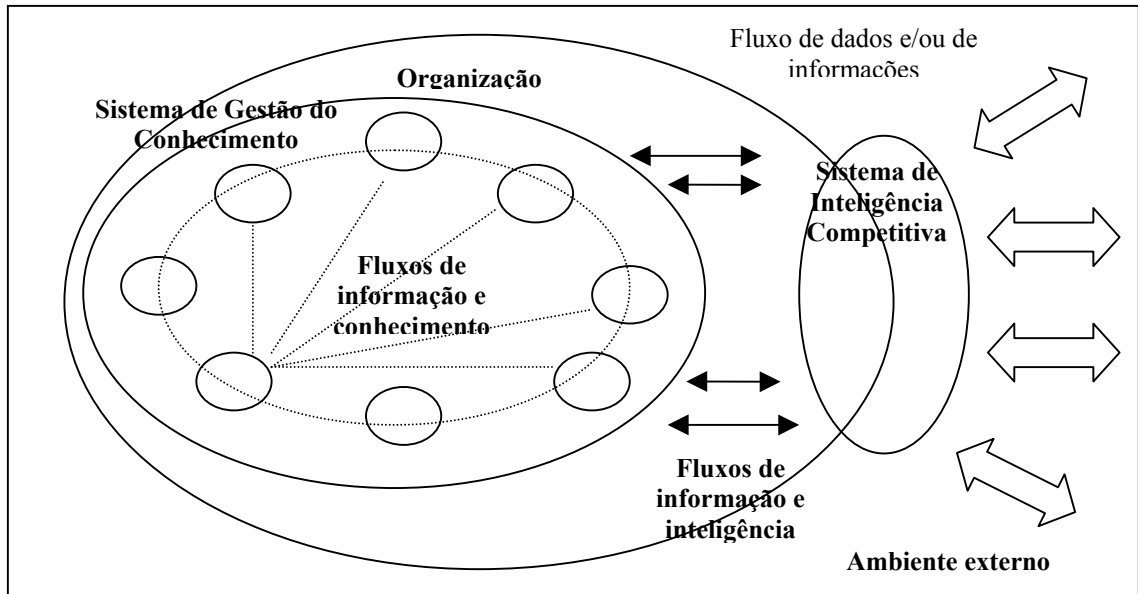 Fluxo de dados e/ou de
informações
Organização
Sistema de Gestão do
Conhecimento
Sistema de
Inteligência
Competitiva
Fluxos de
informação e
conhecimento
Fluxos de
informação e
inteligência
Ambiente externo